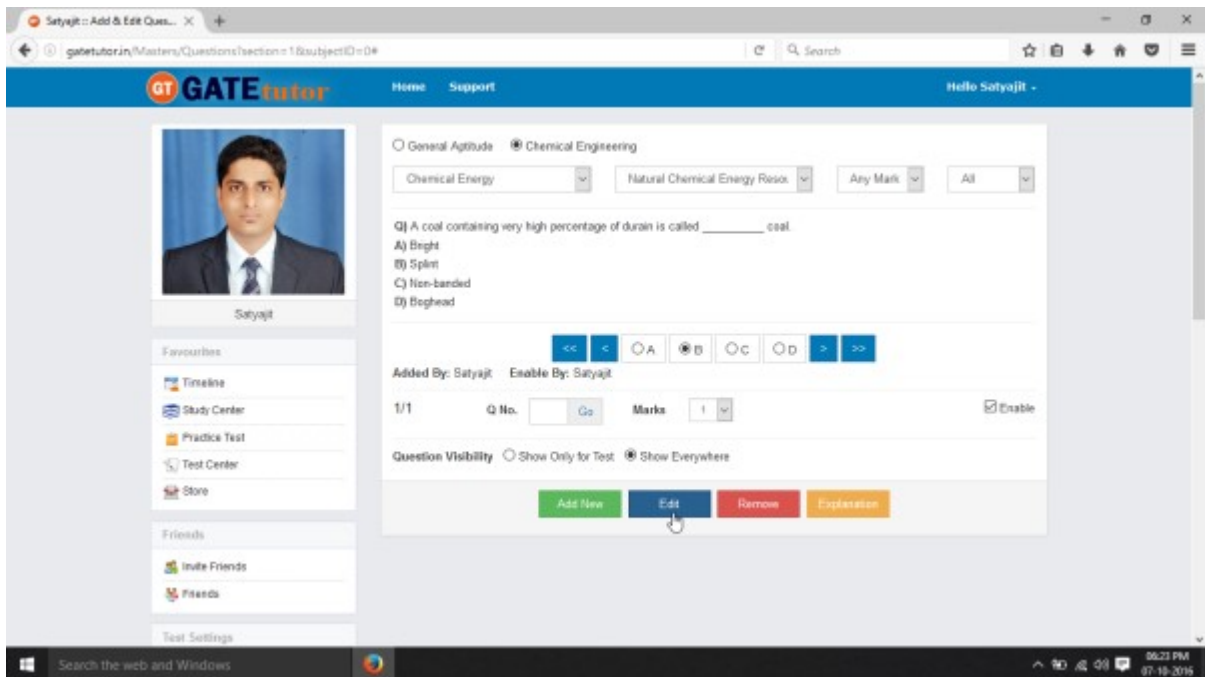 Satyajit :: Add & Edit Ques...
gatetutor.in/Masters/Questions?section=1&subjectID=0#
Search
GT GATEtutor
Home Support
Hello Satyajit
Satyajit
Favourites
Timeline
Study Center
Practice Test
Test Center
Store
Friends
Invite Friends
Friends
Test Settings
General Aptitude Chemical Engineering
Chemical Energy Natural Chemical Energy Resou Any Mark All
Q) A coal containing very high percentage of durain is called __________ coal.
A) Bright
B) Splint
C) Non-banded
D) Boghead
<< < A B C D > >>
Added By: Satyajit Enable By: Satyajit
1/1 Q No. Go Marks 1 Enable
Question Visibility Show Only for Test Show Everywhere
Add New Edit Remove Explanation
Search the web and Windows
06:23 PM
07-10-2016